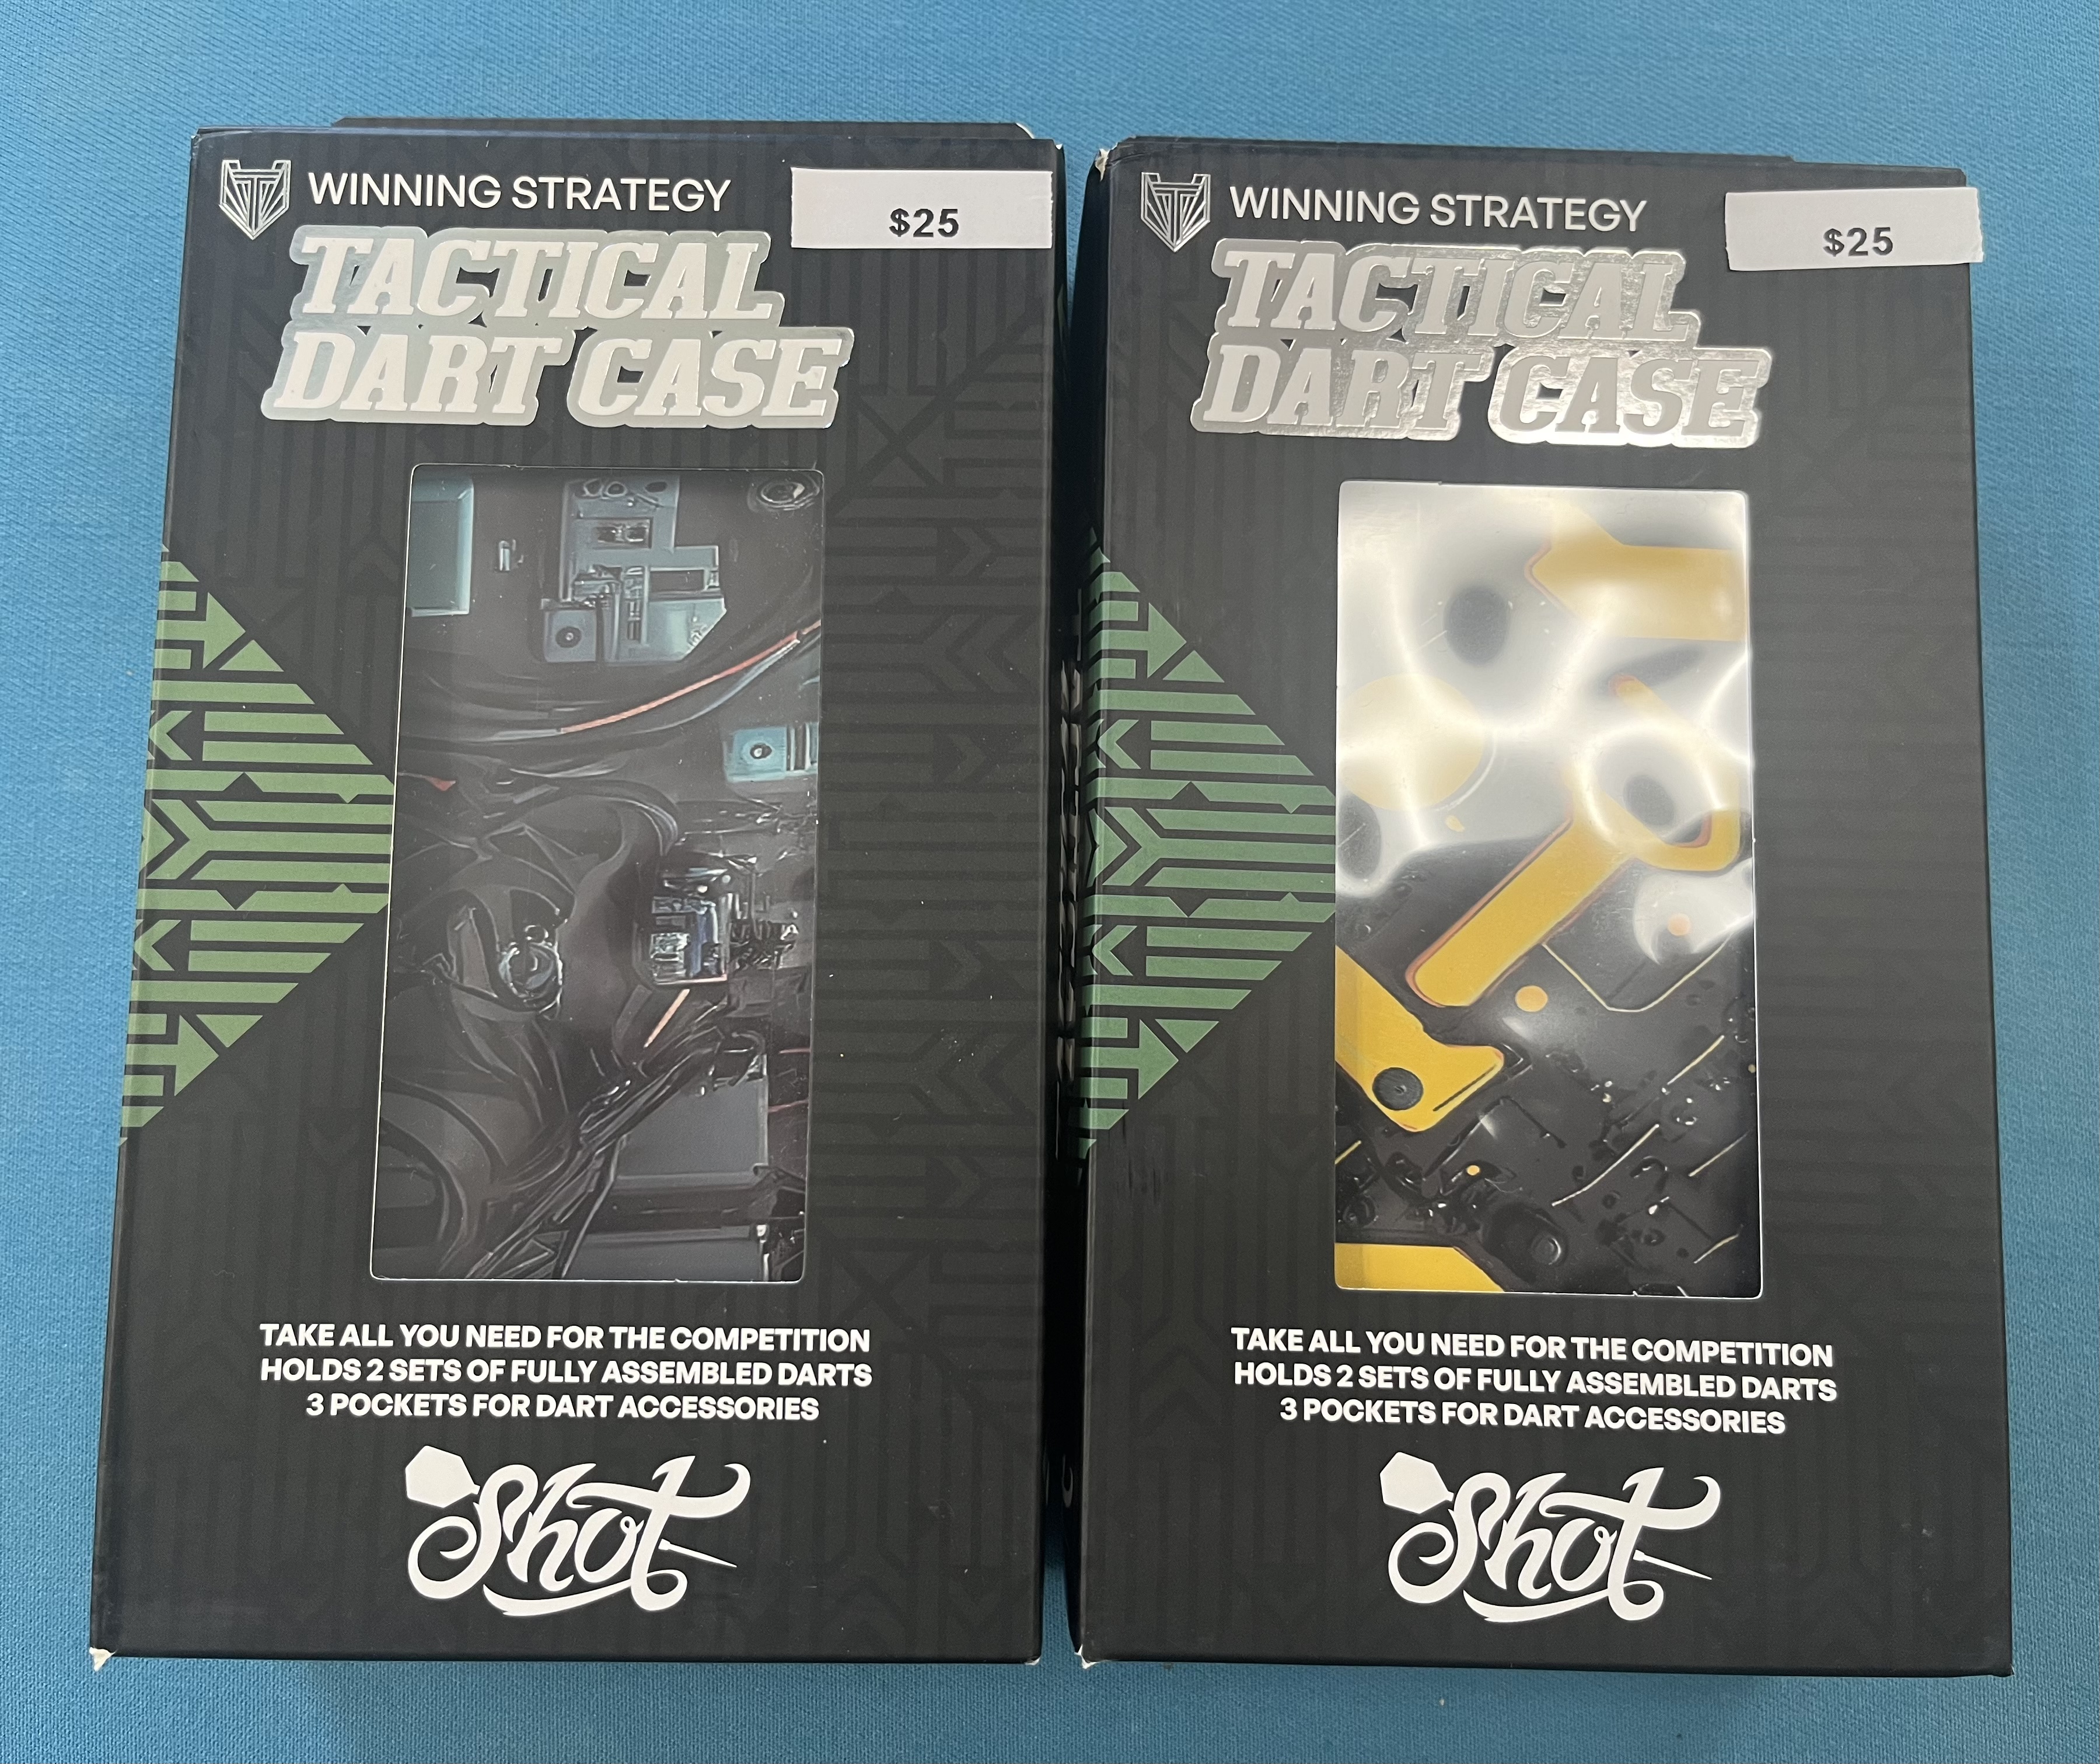 WINNING STRATEGY
$25
TACTICAL
DART CASE
TAKE ALL YOU NEED FOR THE COMPETITION
HOLDS 2 SETS OF FULLY ASSEMBLED DARTS
3 POCKETS FOR DART ACCESSORIES
Shot
WINNING STRATEGY
$25
TACTICAL
DART CASE
TAKE ALL YOU NEED FOR THE COMPETITION
HOLDS 2 SETS OF FULLY ASSEMBLED DARTS
3 POCKETS FOR DART ACCESSORIES
Shot